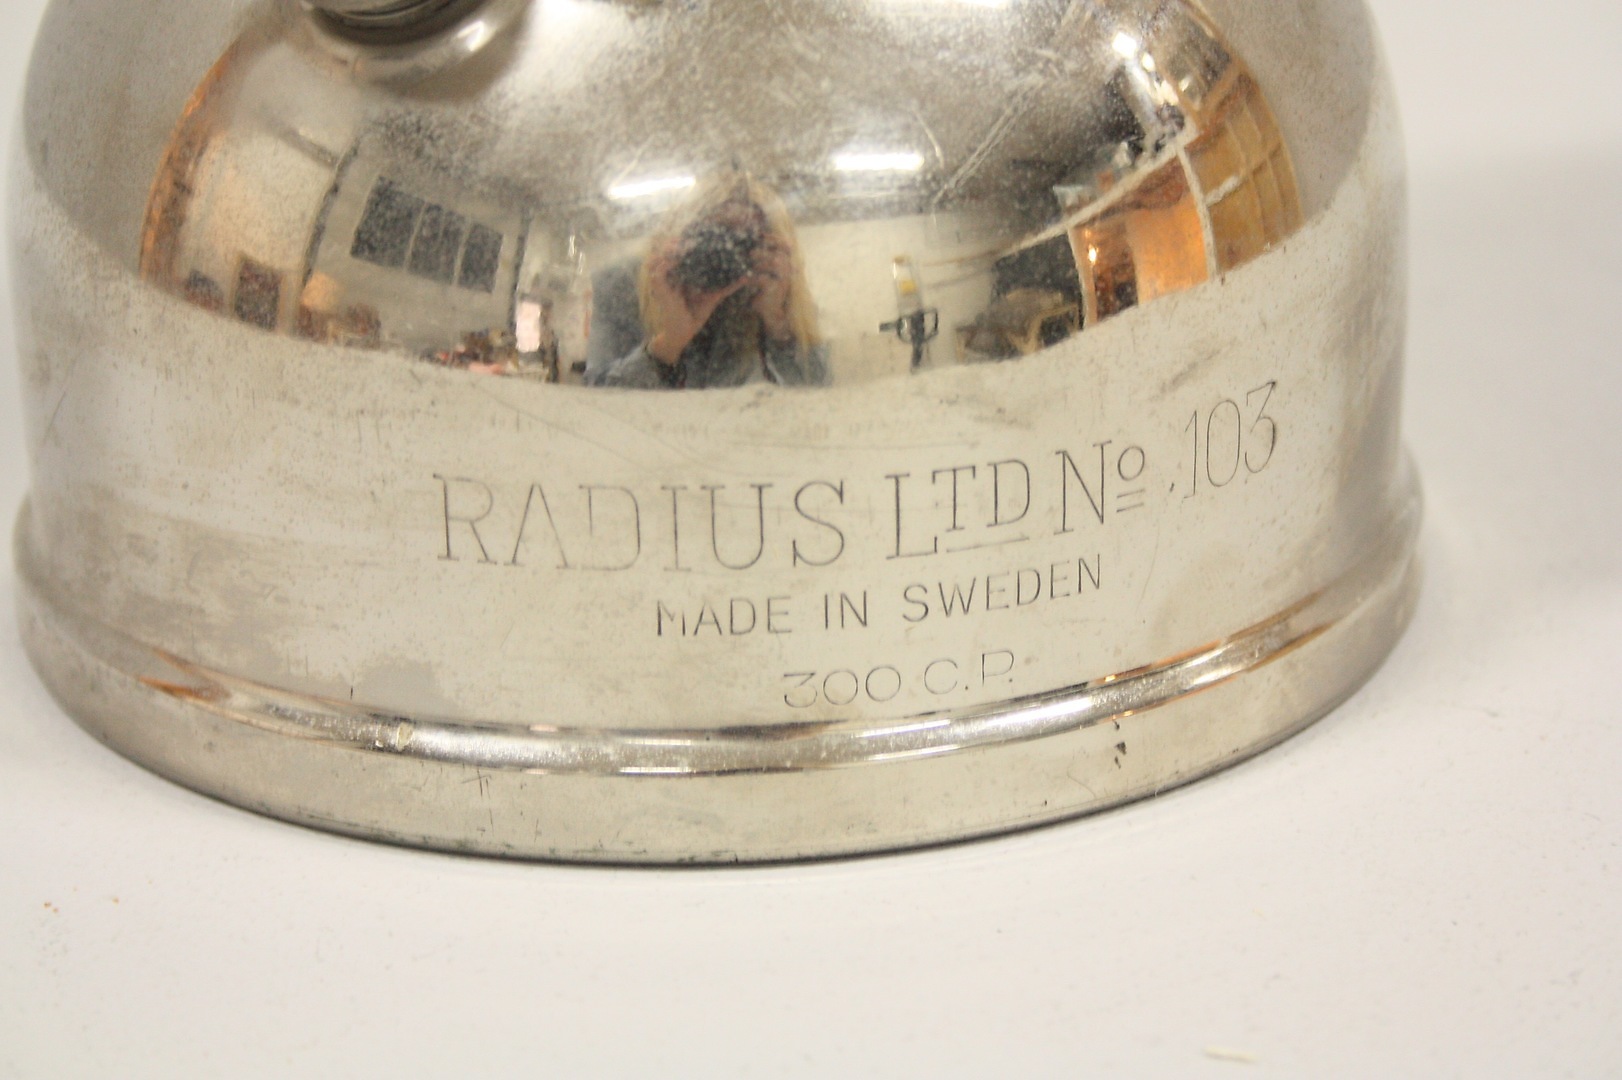 RADIUS LTD No .103
MADE IN SWEDEN
300 C.P.